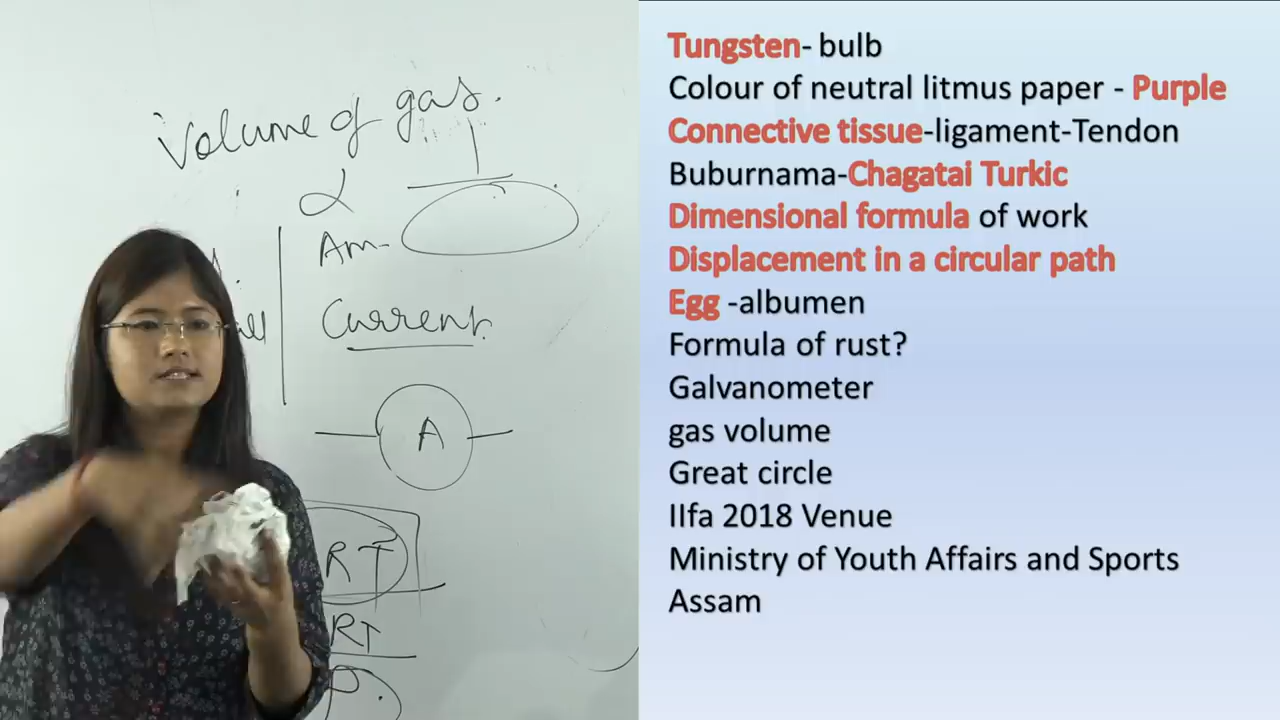 Volume of gas.
α
Am-
Current.
A
RT
RT
P.
Tungsten- bulb
Colour of neutral litmus paper - Purple
Connective tissue-ligament-Tendon
Buburnama-Chagatai Turkic
Dimensional formula of work
Displacement in a circular path
Egg -albumen
Formula of rust?
Galvanometer
gas volume
Great circle
IIfa 2018 Venue
Ministry of Youth Affairs and Sports
Assam